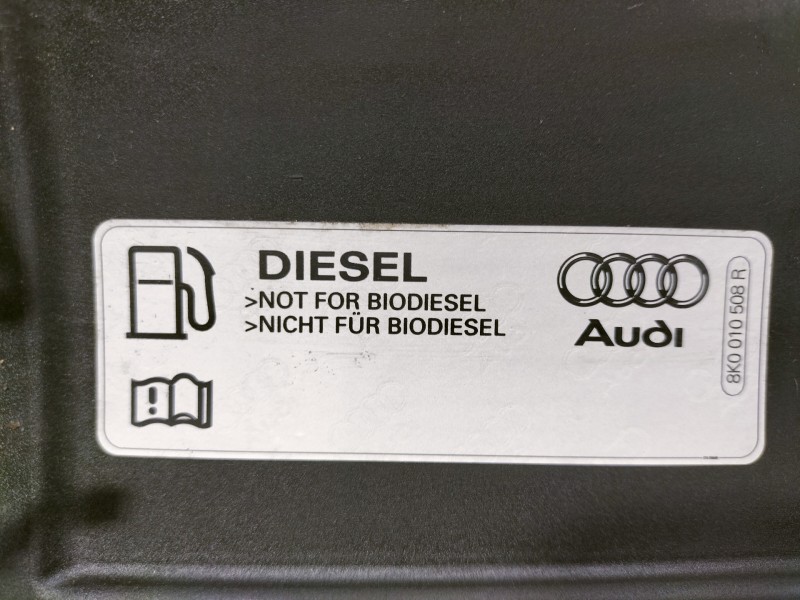 DIESEL
>NOT FOR BIODIESEL
>NICHT FÜR BIODIESEL
Audi
8K0 010 508 R